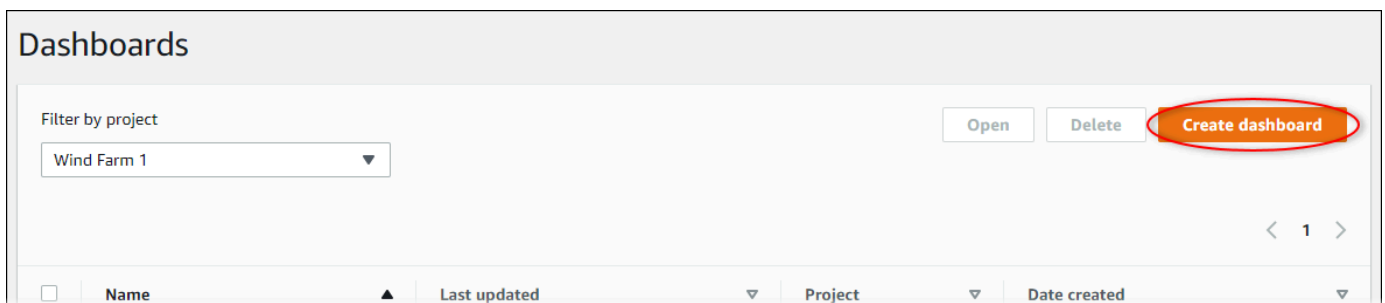 Dashboards
Filter by project
Open Delete Create dashboard
Wind Farm 1
1
Name Last updated Project Date created